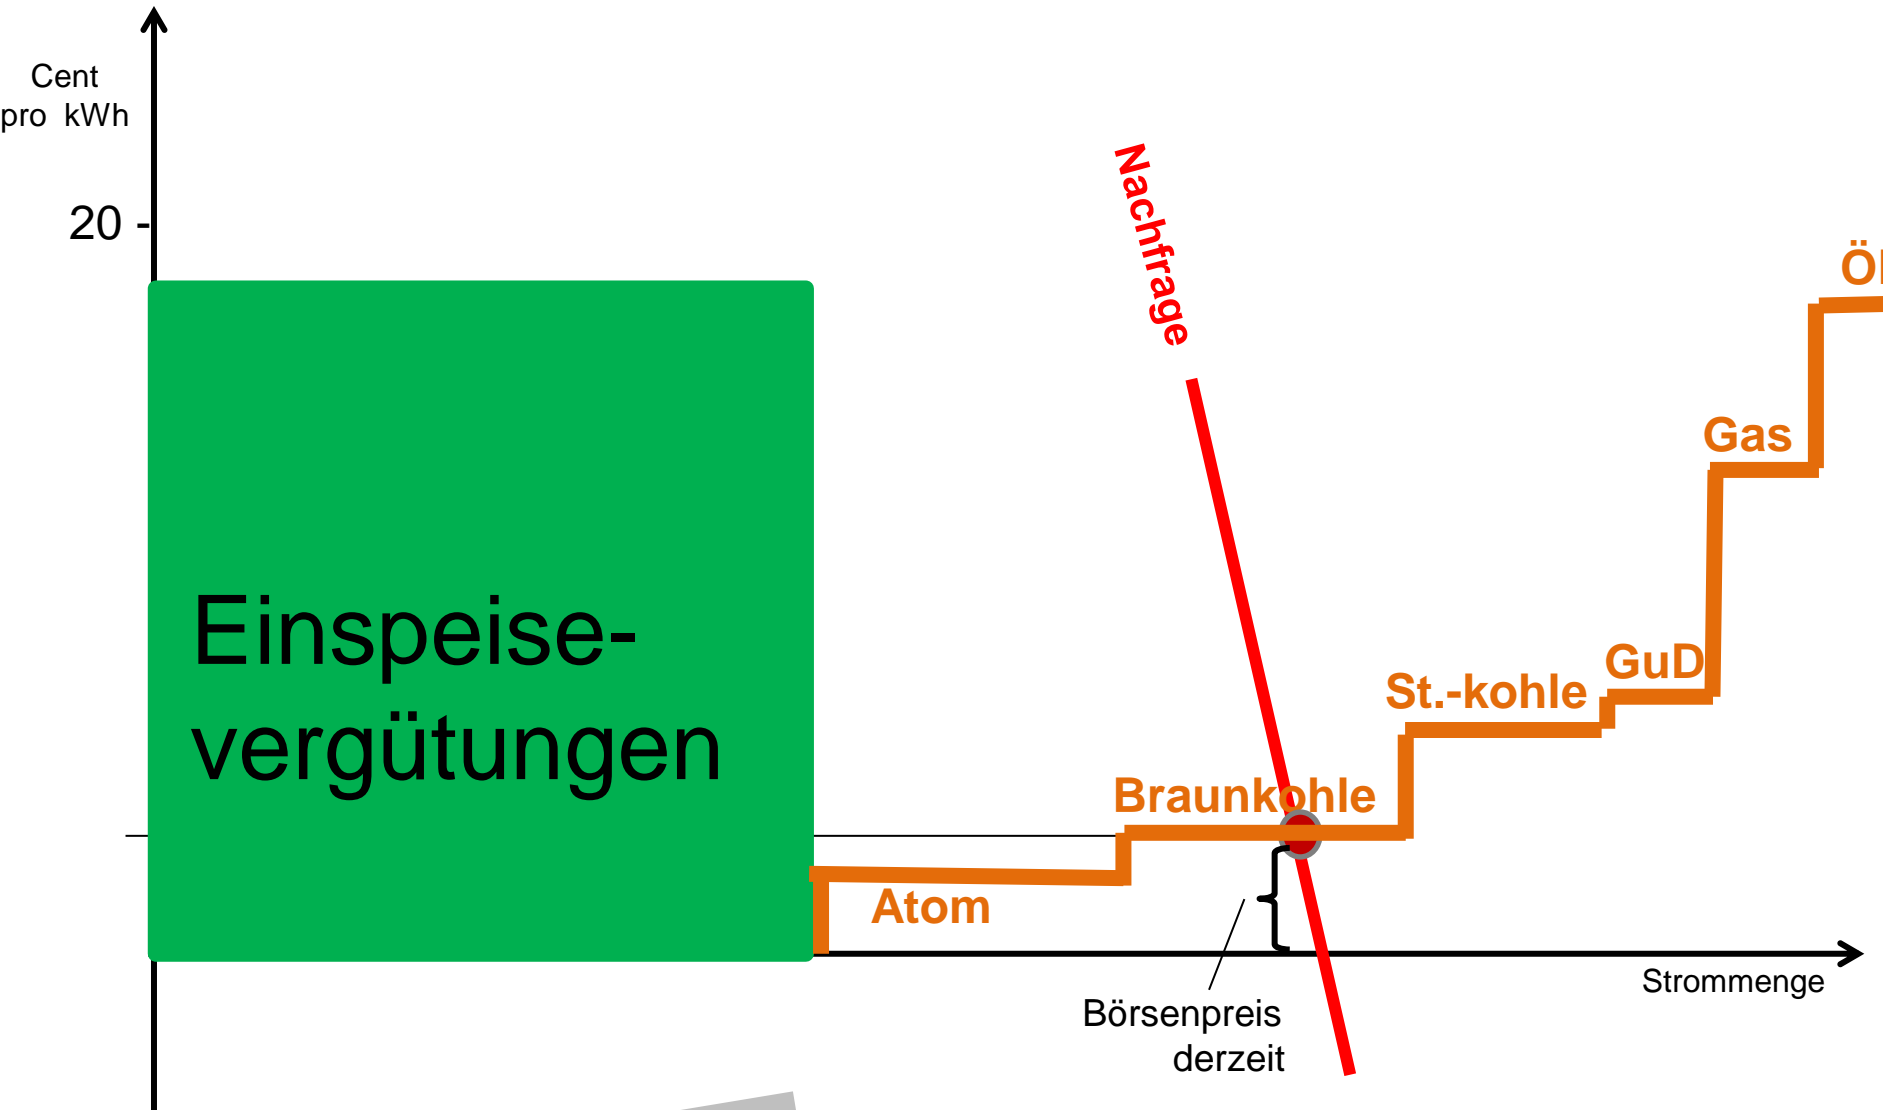 Cent
pro kWh
20 -
Nachfrage
Öl
Gas
GuD
St.-kohle
Einspeise-
vergütungen
Braunkohle
Atom
Strommenge
Börsenpreis
derzeit